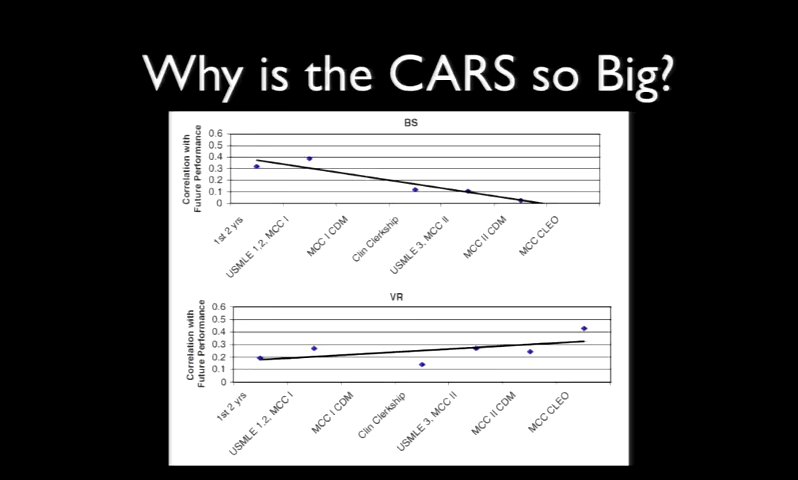 Why is the CARS so Big?
BS
Correlation with
Future Performance
0.6
0.5
0.4
0.3
0.2
0.1
0
1st 2 yrs
USMLE 1,2, MCC I
MCC I CDM
Clin Clerkship
USMLE 3, MCC II
MCC II CDM
MCC CLEO
VR
Correlation with
Future Performance
0.6
0.5
0.4
0.3
0.2
0.1
0
1st 2 yrs
USMLE 1,2, MCC I
MCC I CDM
Clin Clerkship
USMLE 3, MCC II
MCC II CDM
MCC CLEO